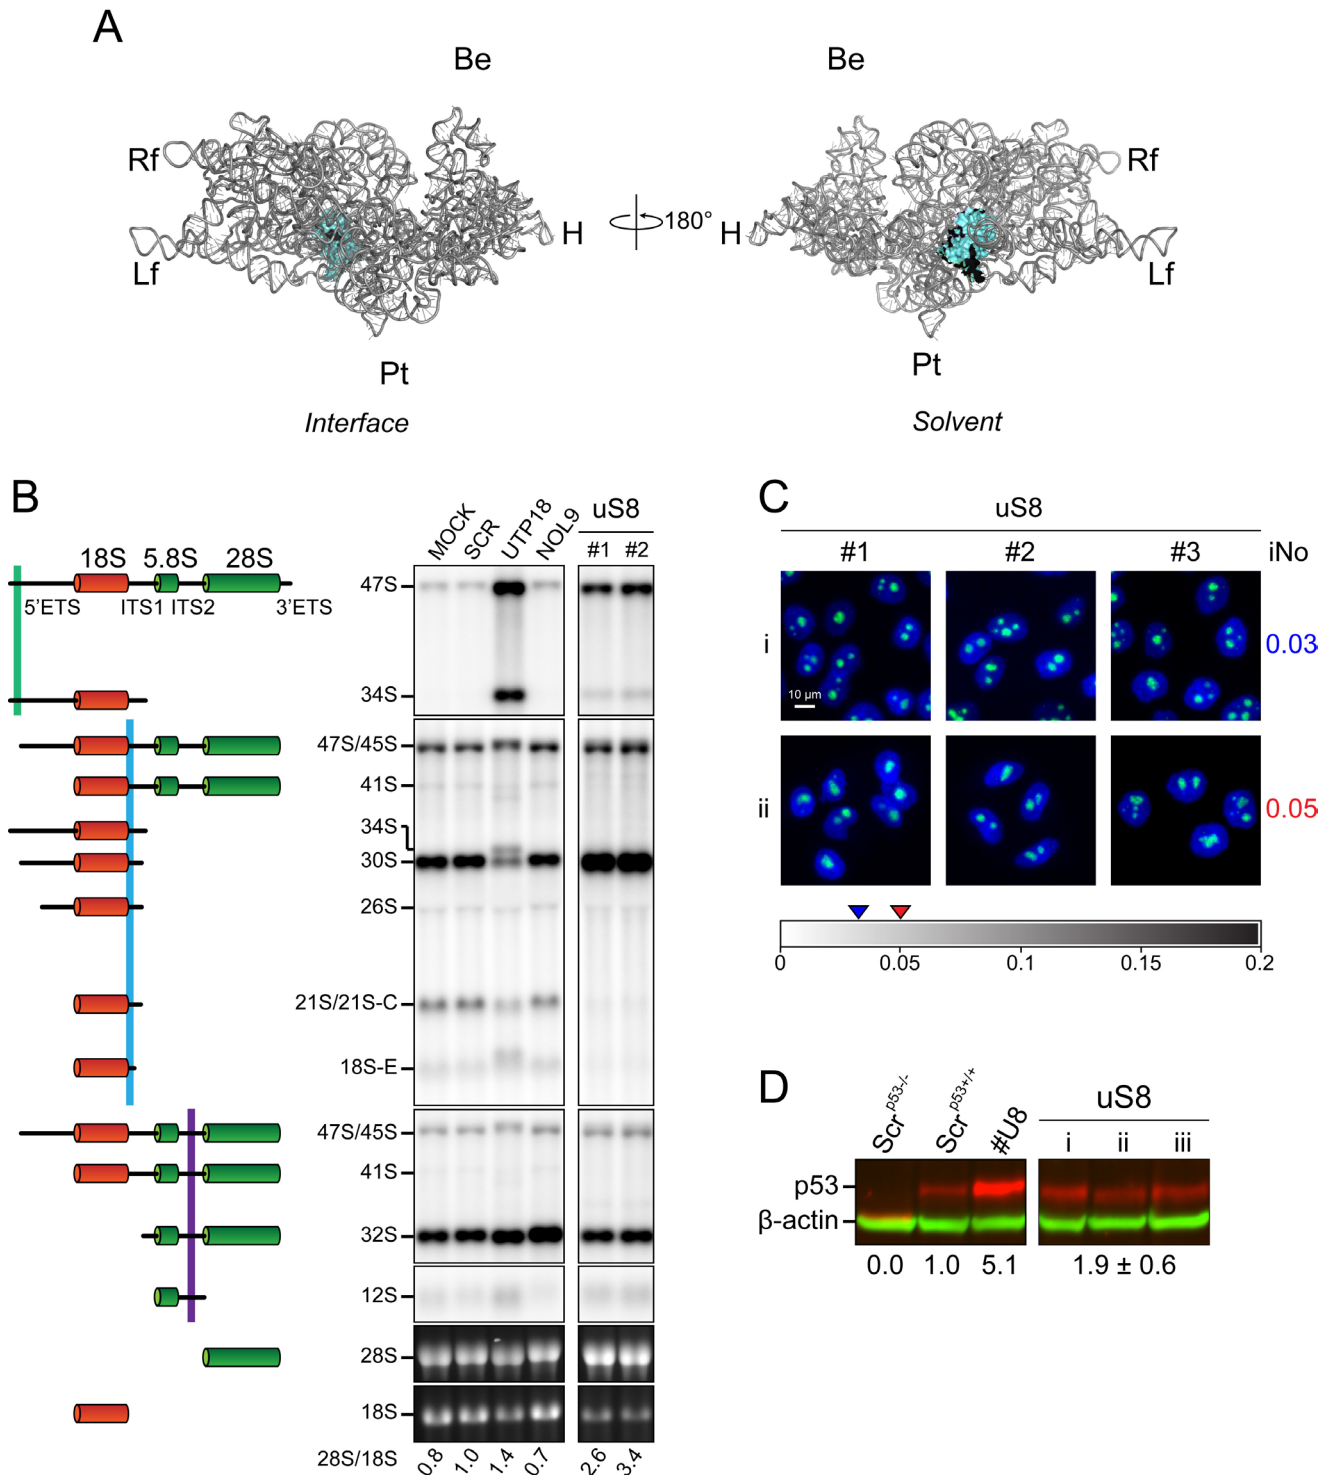 A
Be
Be
Rf
Rf
H
180°
H
Lf
Lf
Pt
Pt
Interface
Solvent
B
18S 5.8S 28S
5'ETS ITS1 ITS2 3'ETS
MOCK SCR UTP18 NOL9
uS8
#1 #2
47S
34S
47S/45S
41S
34S
30S
26S
21S/21S-C
18S-E
47S/45S
41S
32S
12S
28S
18S
28S/18S 0.8 1.0 1.4 0.7 2.6 3.4
C
uS8
#1 #2 #3 iNo
i 0.03
10 µm
ii 0.05
0 0.05 0.1 0.15 0.2
D
Scr p53-/- Scr p53+/+ #U8
uS8
i ii iii
p53
β-actin
0.0 1.0 5.1 1.9 ± 0.6